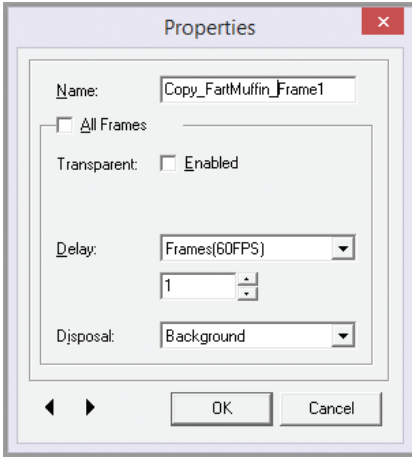 Properties
Name: Copy_FartMuffin_Frame1
All Frames
Transparent: Enabled
Delay: Frames(60FPS)
1
Disposal: Background
OK Cancel